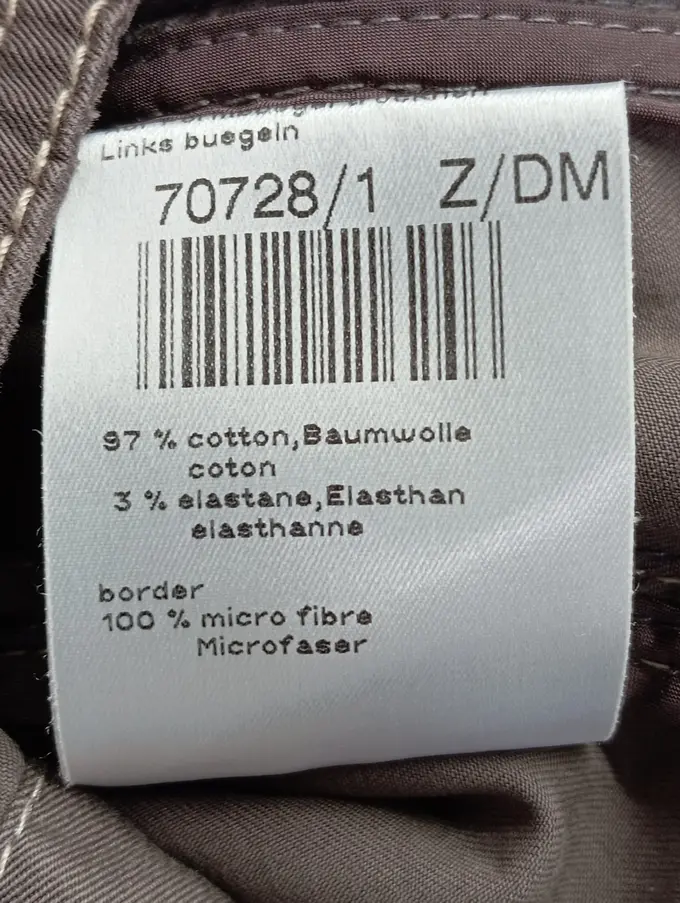 Links buegeln
70728/1 Z/DM
97 % cotton,Baumwolle
coton
3 % elastane,Elasthan
elasthanne
border
100 % micro fibre
Microfaser